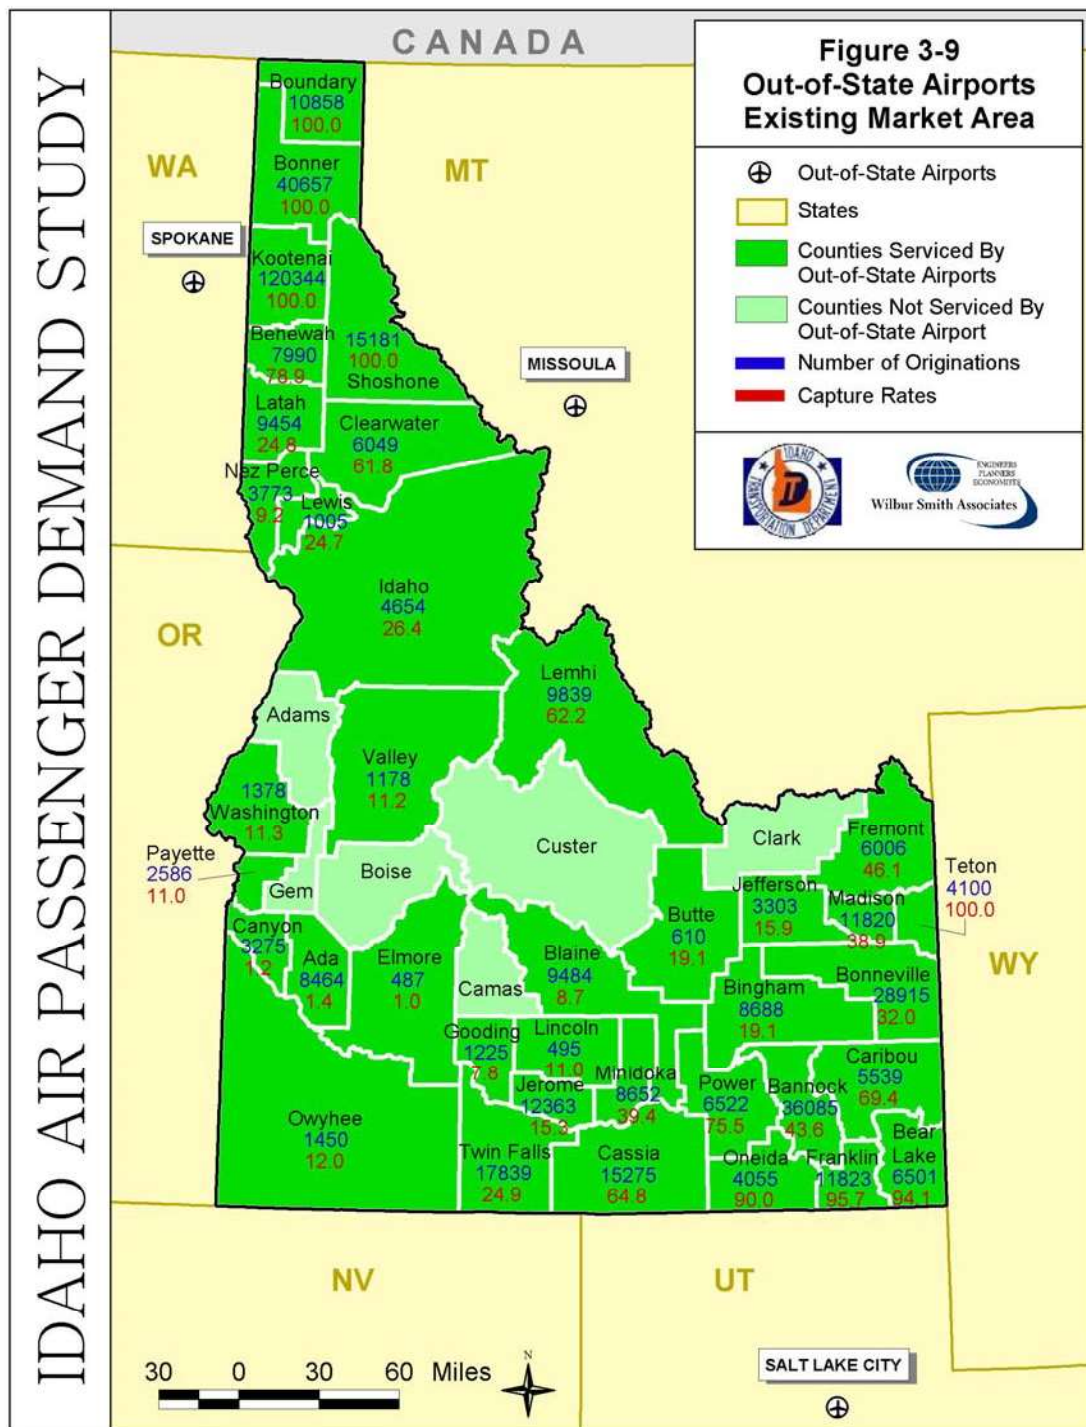 IDAHO AIR PASSENGER DEMAND STUDY
CANADA
Figure 3-9
Out-of-State Airports
Existing Market Area
Out-of-State Airports
States
Counties Serviced By
Out-of-State Airports
Counties Not Serviced By
Out-of-State Airport
Number of Originations
Capture Rates
IDAHO
TRANSPORTATION DEPARTMENT
ENGINEERS
PLANNERS
ECONOMISTS
Wilbur Smith Associates
WA
MT
OR
WY
NV
UT
SPOKANE
MISSOULA
SALT LAKE CITY
Boundary
10858
100.0
Bonner
40657
100.0
Kootenai
120344
100.0
Benewah
7990
78.9
15181
100.0
Shoshone
Latah
9454
24.8
Clearwater
6049
61.8
Nez Perce
3773
9.2
Lewis
1005
24.7
Idaho
4654
26.4
Lemhi
9839
62.2
Adams
Valley
1178
11.2
1378
Washington
11.3
Payette
2586
11.0
Gem
Boise
Custer
Clark
Fremont
6006
46.1
Teton
4100
100.0
Jefferson
3303
15.9
Madison
11820
38.9
Butte
610
19.1
Canyon
3275
1.2
Ada
8464
1.4
Elmore
487
1.0
Camas
Blaine
9484
8.7
Bingham
8688
19.1
Bonneville
28915
32.0
Gooding
1225
7.8
Lincoln
495
11.0
Jerome
12363
15.3
Minidoka
8652
39.4
Power
6522
75.5
Bannock
36085
43.6
Caribou
5539
69.4
Owyhee
1450
12.0
Twin Falls
17839
24.9
Cassia
15275
64.8
Oneida
4055
90.0
Franklin
11823
95.7
Bear
Lake
6501
94.1
30 0 30 60 Miles
N